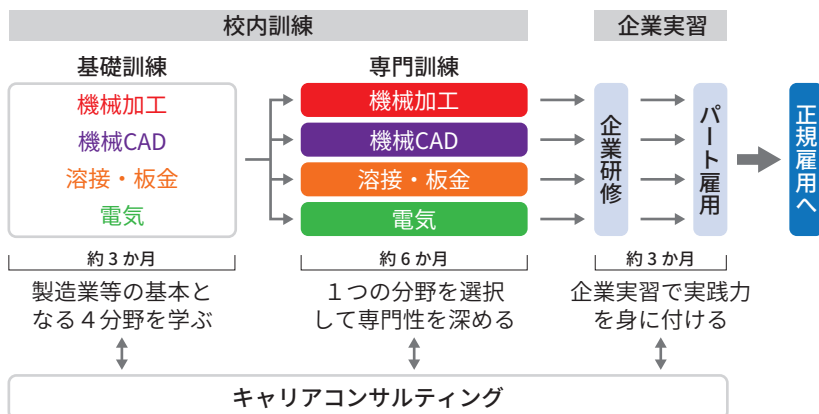 校内訓練
企業実習
基礎訓練
機械加工
機械CAD
溶接・板金
電気
専門訓練
機械加工
機械CAD
溶接・板金
電気
企業研修
パート雇用
正規雇用へ
約3か月
約6か月
約3か月
製造業等の基本と
なる4分野を学ぶ
1つの分野を選択
して専門性を深める
企業実習で実践力
を身に付ける
キャリアコンサルティング